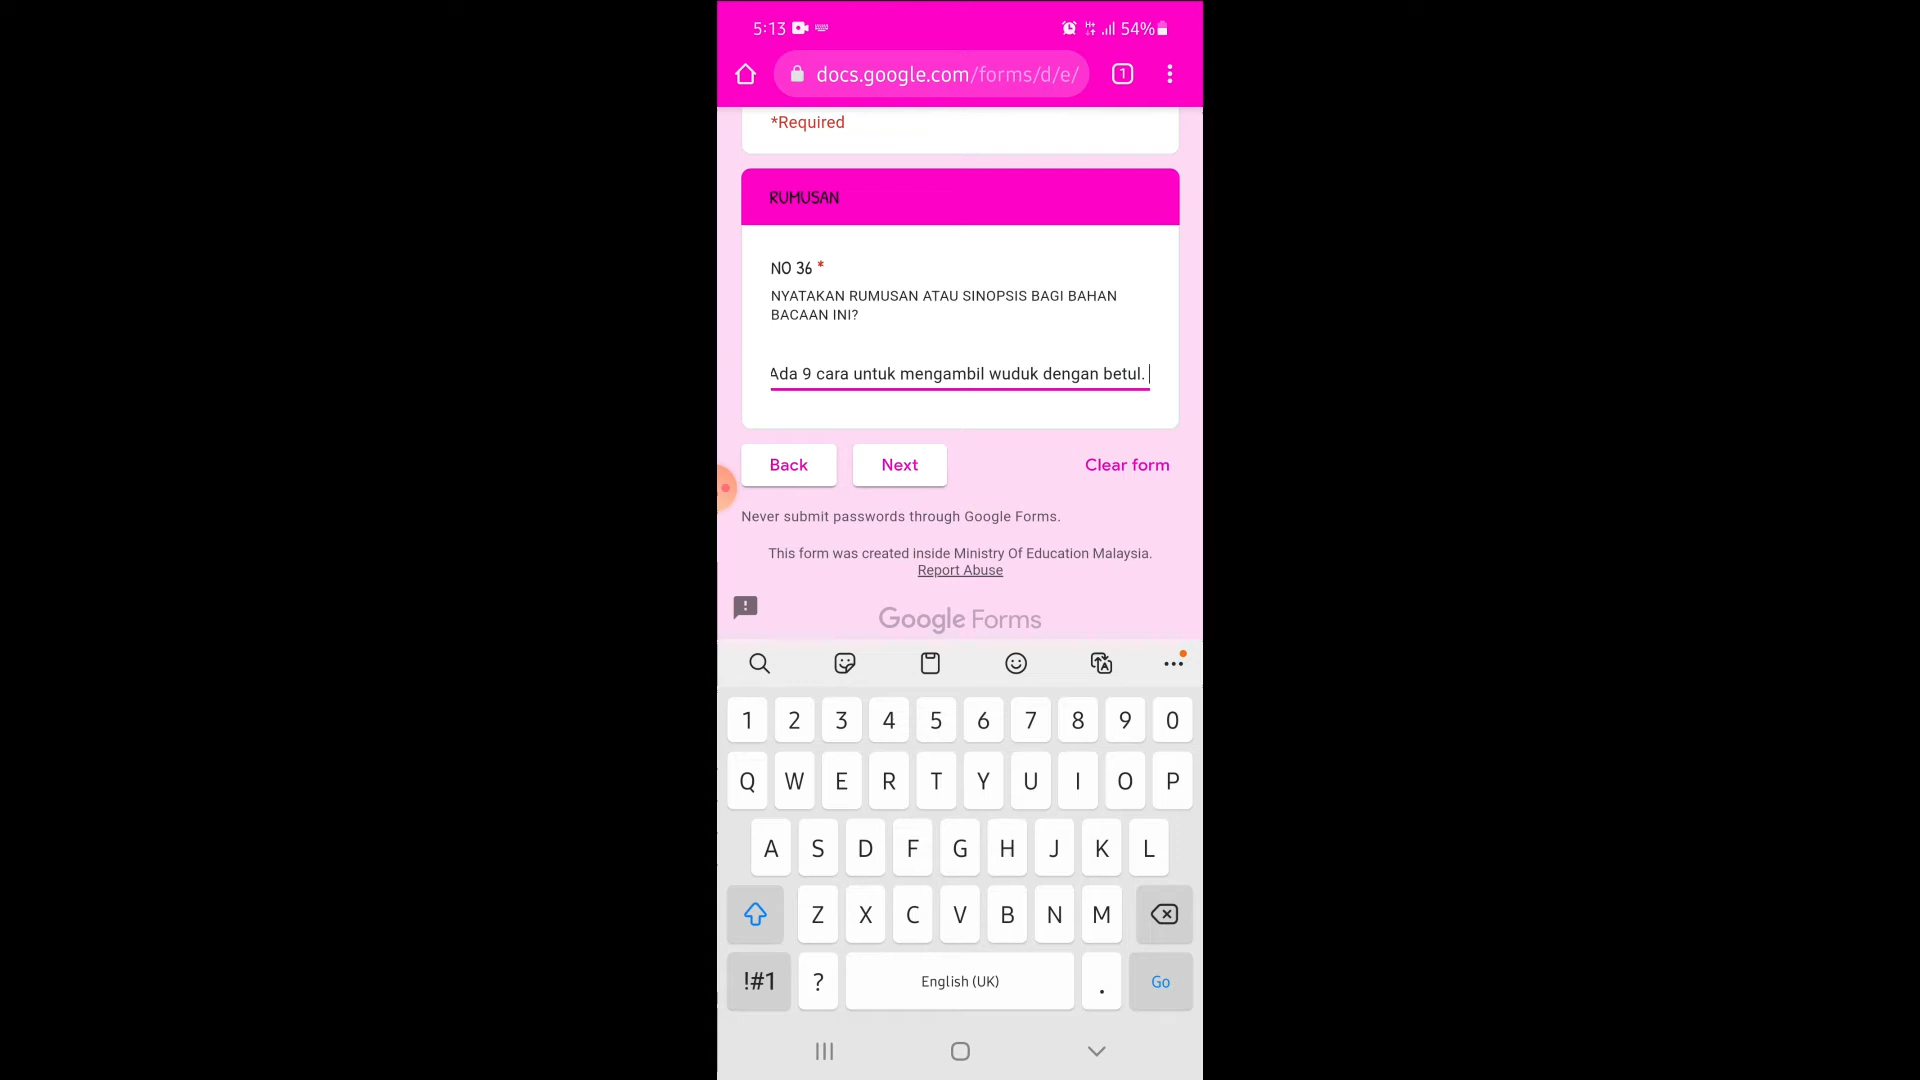 5:13 54%
docs.google.com/forms/d/e/ 1
*Required
RUMUSAN
NO 36 *
NYATAKAN RUMUSAN ATAU SINOPSIS BAGI BAHAN
BACAAN INI?
Ada 9 cara untuk mengambil wuduk dengan betul.
Back Next Clear form
Never submit passwords through Google Forms.
This form was created inside Ministry Of Education Malaysia.
Report Abuse
Google Forms
1 2 3 4 5 6 7 8 9 0
Q W E R T Y U I O P
A S D F G H J K L
Z X C V B N M
!#1 ? English (UK) . Go